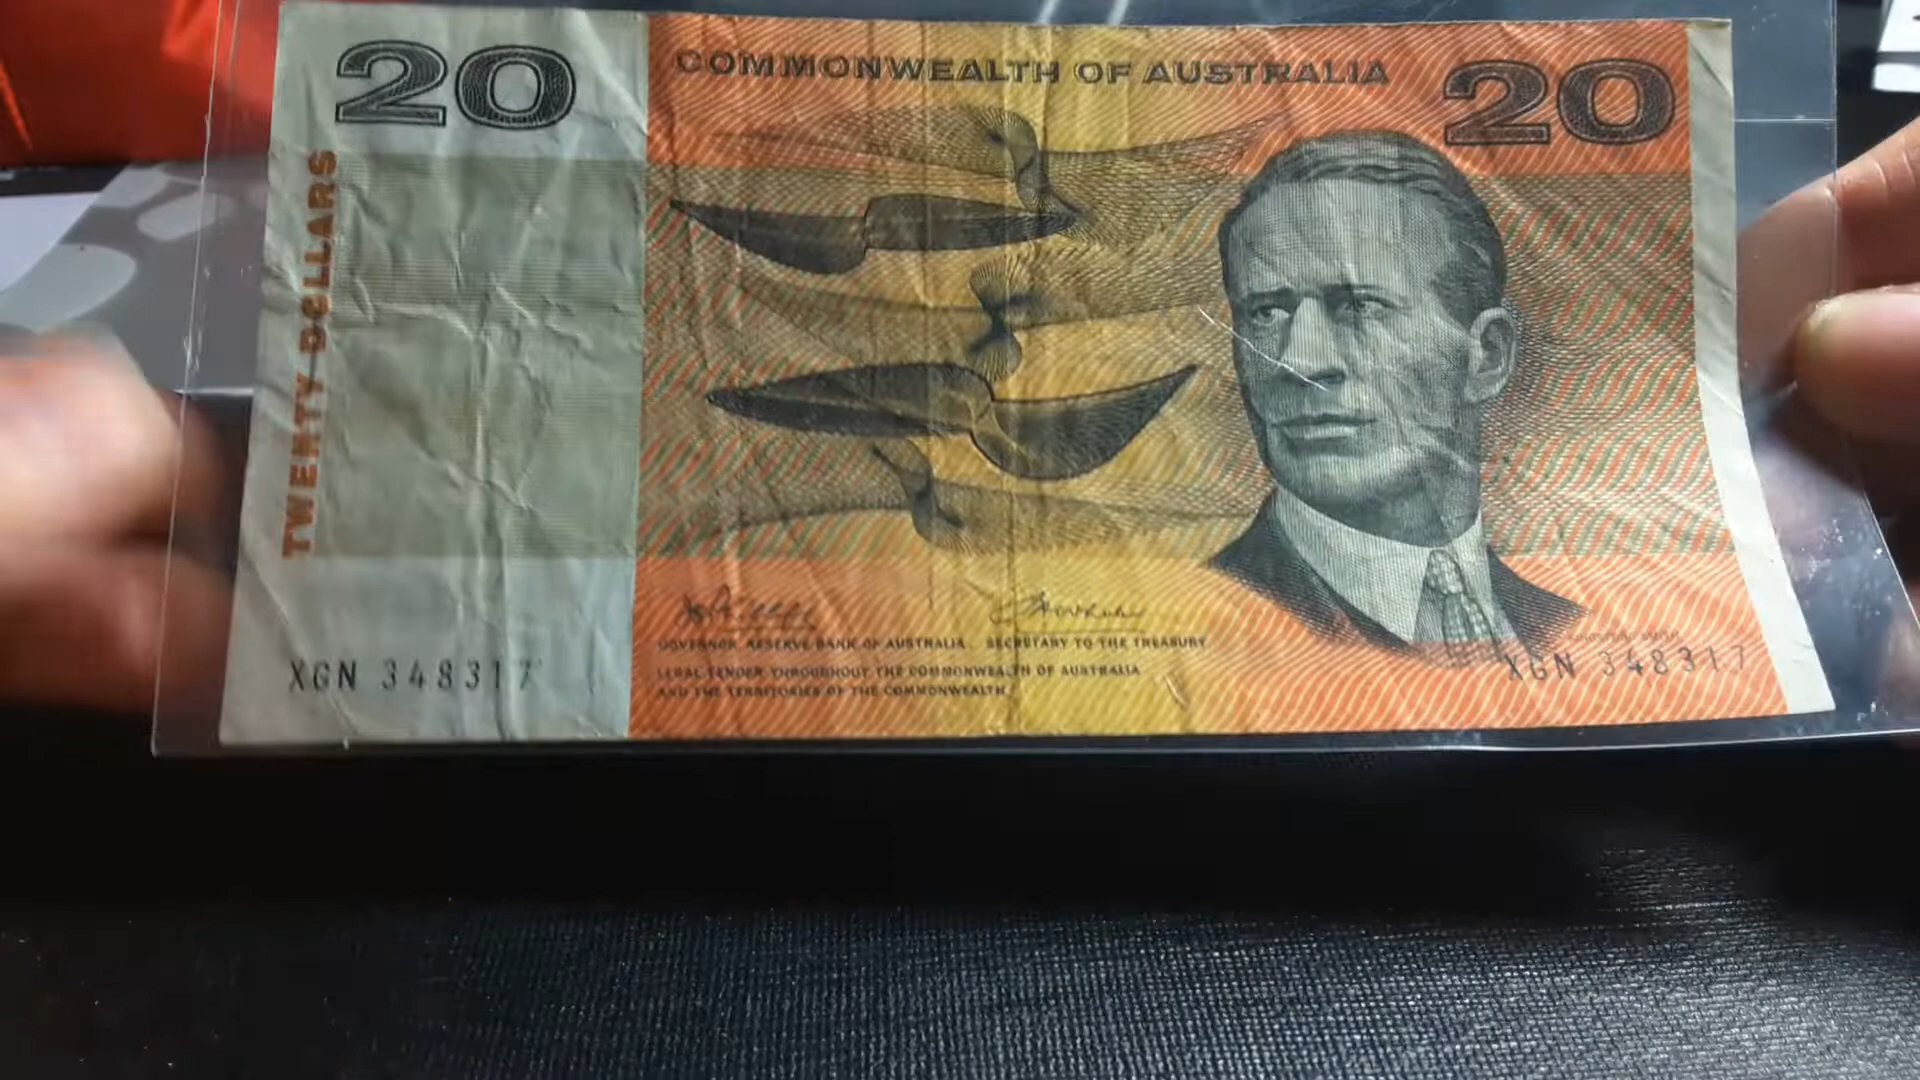 20
COMMONWEALTH OF AUSTRALIA
20
TWENTY DOLLARS
GOVERNOR RESERVE BANK OF AUSTRALIA. SECRETARY TO THE TREASURY
LEGAL TENDER THROUGHOUT THE COMMONWEALTH OF AUSTRALIA
AND THE TERRITORIES OF THE COMMONWEALTH
XGN 348317
XGN 348317